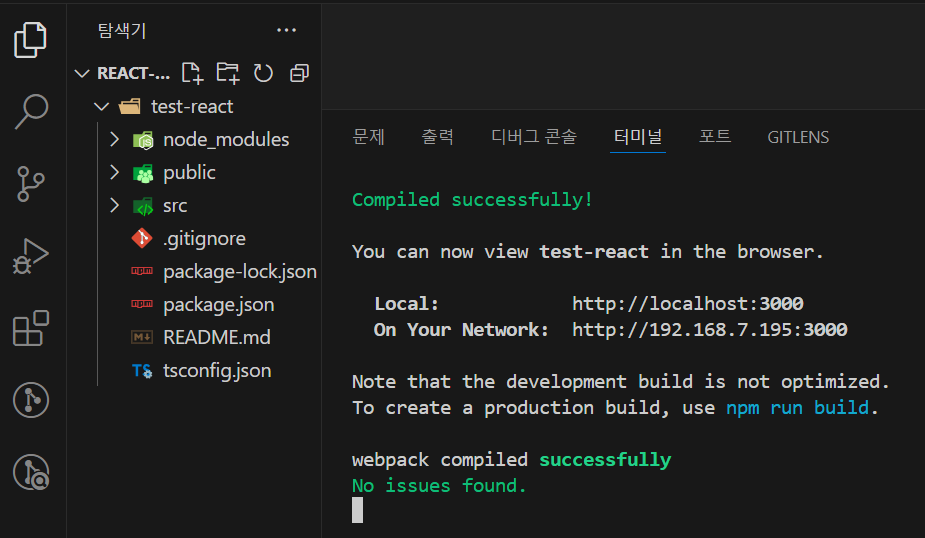 탐색기
REACT-...
test-react
node_modules
public
src
.gitignore
package-lock.json
package.json
README.md
TS tsconfig.json
문제 출력 디버그 콘솔 터미널 포트 GITLENS
Compiled successfully!
You can now view test-react in the browser.
Local: http://localhost:3000
On Your Network: http://192.168.7.195:3000
Note that the development build is not optimized.
To create a production build, use npm run build.
webpack compiled successfully
No issues found.